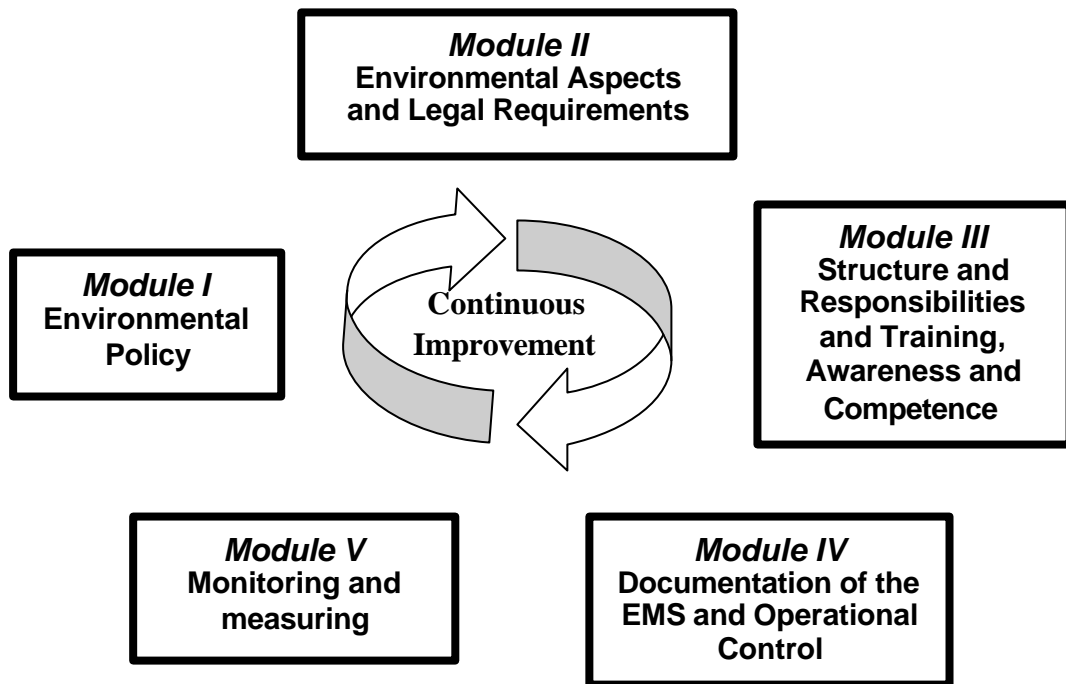 Module II
Environmental Aspects
and Legal Requirements
Module I
Environmental
Policy
Continuous
Improvement
Module III
Structure and
Responsibilities
and Training,
Awareness and
Competence
Module V
Monitoring and
measuring
Module IV
Documentation of the
EMS and Operational
Control